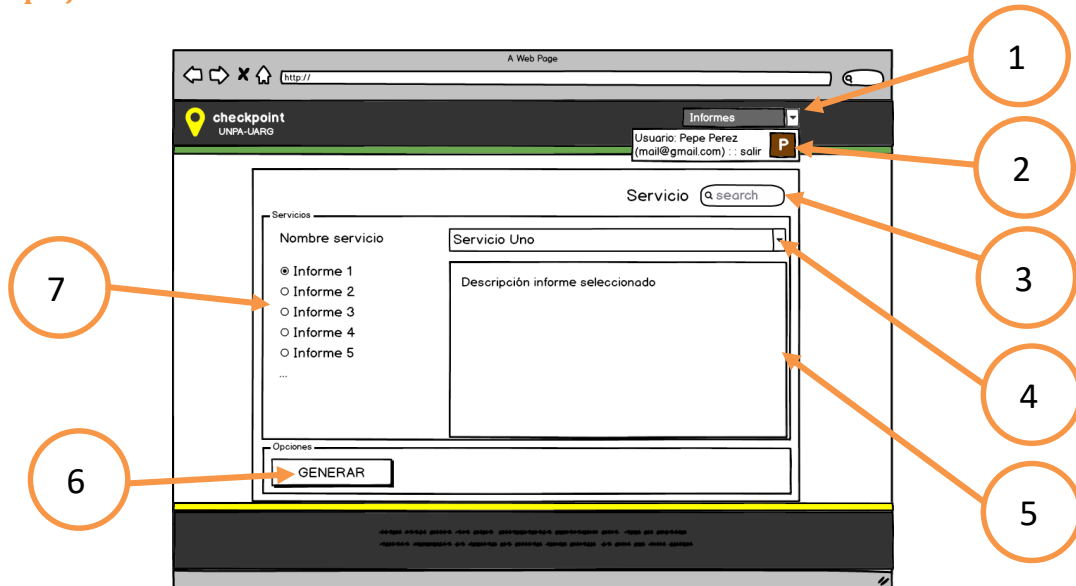 A Web Page
http://
checkpoint
UNPA-UARG
Informes
Usuario: Pepe Perez
(mail@gmail.com) : : salir
P
Servicio
search
Servicios
Nombre servicio
Servicio Uno
Informe 1
Informe 2
Informe 3
Informe 4
Informe 5
...
Descripción informe seleccionado
Opciones
GENERAR
1
2
3
4
5
6
7